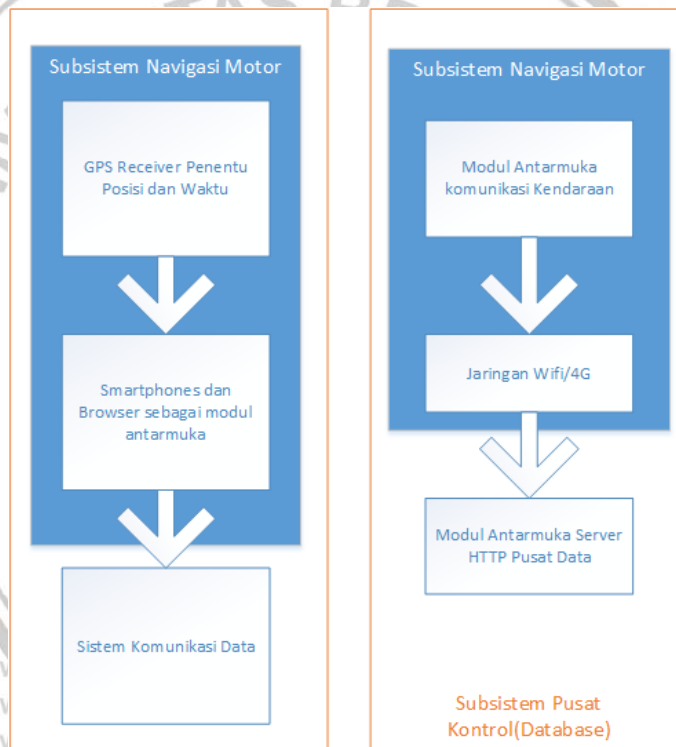 Subsistem Navigasi Motor
GPS Receiver Penentu
Posisi dan Waktu
Smartphones dan
Browser sebagai modul
antarmuka
Sistem Komunikasi Data
Subsistem Navigasi Motor
Modul Antarmuka
komunikasi Kendaraan
Jaringan Wifi/4G
Modul Antarmuka Server
HTTP Pusat Data
Subsistem Pusat
Kontrol(Database)